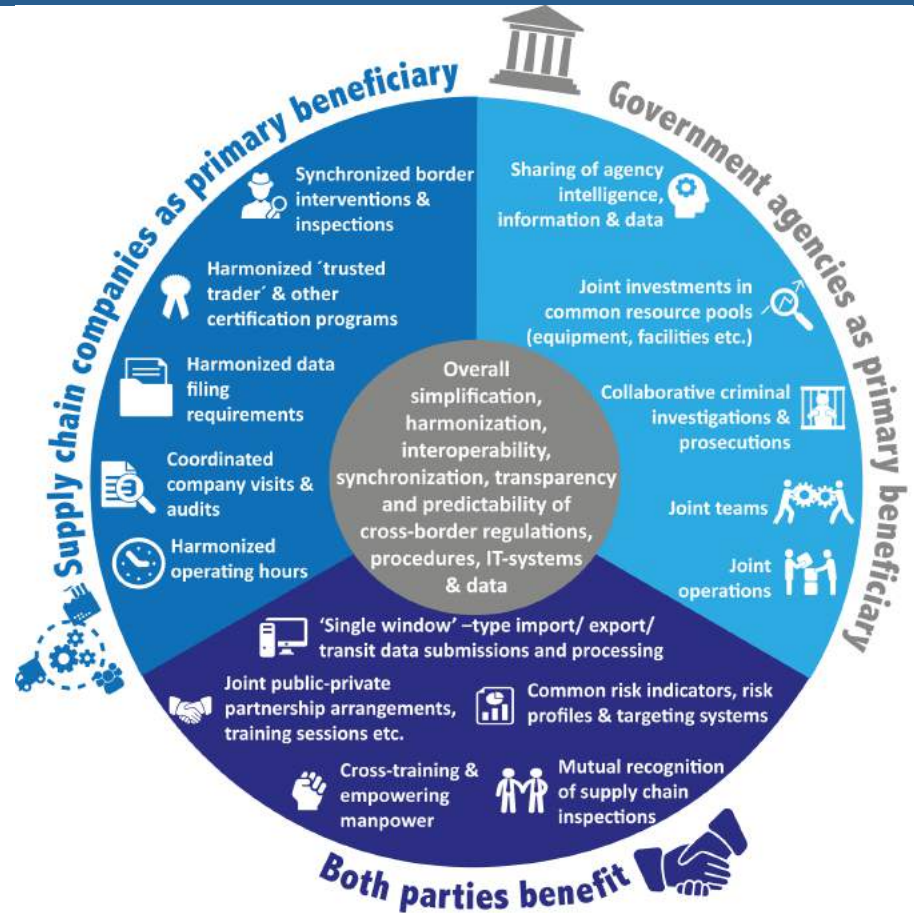 Supply chain companies as primary beneficiary
Synchronized border
interventions &
inspections
Harmonized ´trusted
trader´ & other
certification programs
Harmonized data
filing
requirements
Coordinated
company visits &
audits
Harmonized
operating hours
Government agencies as primary beneficiary
Sharing of agency
intelligence,
information & data
Joint investments in
common resource pools
(equipment, facilities etc.)
Collaborative criminal
investigations &
prosecutions
Joint teams
Joint
operations
Overall
simplification,
harmonization,
interoperability,
synchronization, transparency
and predictability of
cross-border regulations,
procedures, IT-systems
& data
‘Single window’ –type import/ export/
transit data submissions and processing
Joint public-private
partnership arrangements,
training sessions etc.
Common risk indicators, risk
profiles & targeting systems
Cross-training &
empowering
manpower
Mutual recognition
of supply chain
inspections
Both parties benefit